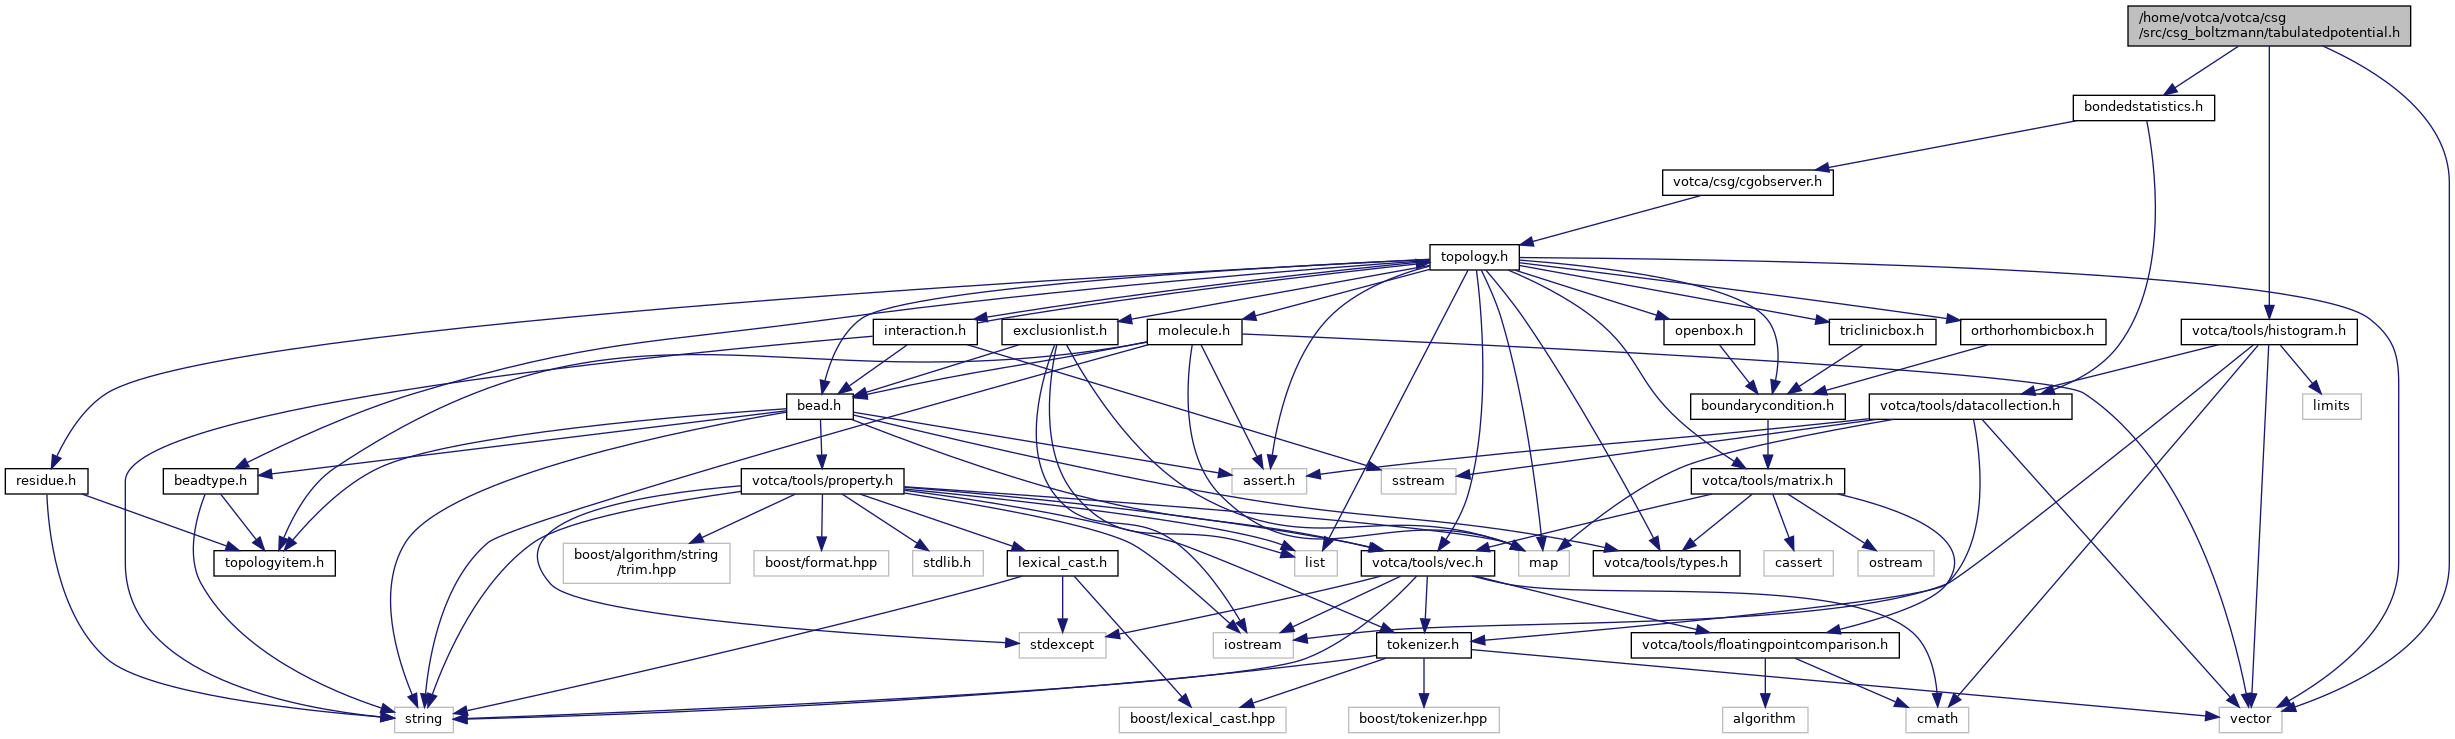 /home/votca/votca/csg
/src/csg_boltzmann/tabulatedpotential.h
bondedstatistics.h
votca/csg/cgobserver.h
topology.h
interaction.h
exclusionlist.h
molecule.h
openbox.h
triclinicbox.h
orthorhombicbox.h
votca/tools/histogram.h
bead.h
boundarycondition.h
votca/tools/datacollection.h
limits
residue.h
beadtype.h
votca/tools/property.h
assert.h
sstream
votca/tools/matrix.h
topologyitem.h
boost/algorithm/string
/trim.hpp
boost/format.hpp
stdlib.h
lexical_cast.h
list
votca/tools/vec.h
map
votca/tools/types.h
cassert
ostream
stdexcept
iostream
tokenizer.h
votca/tools/floatingpointcomparison.h
string
boost/lexical_cast.hpp
boost/tokenizer.hpp
algorithm
cmath
vector